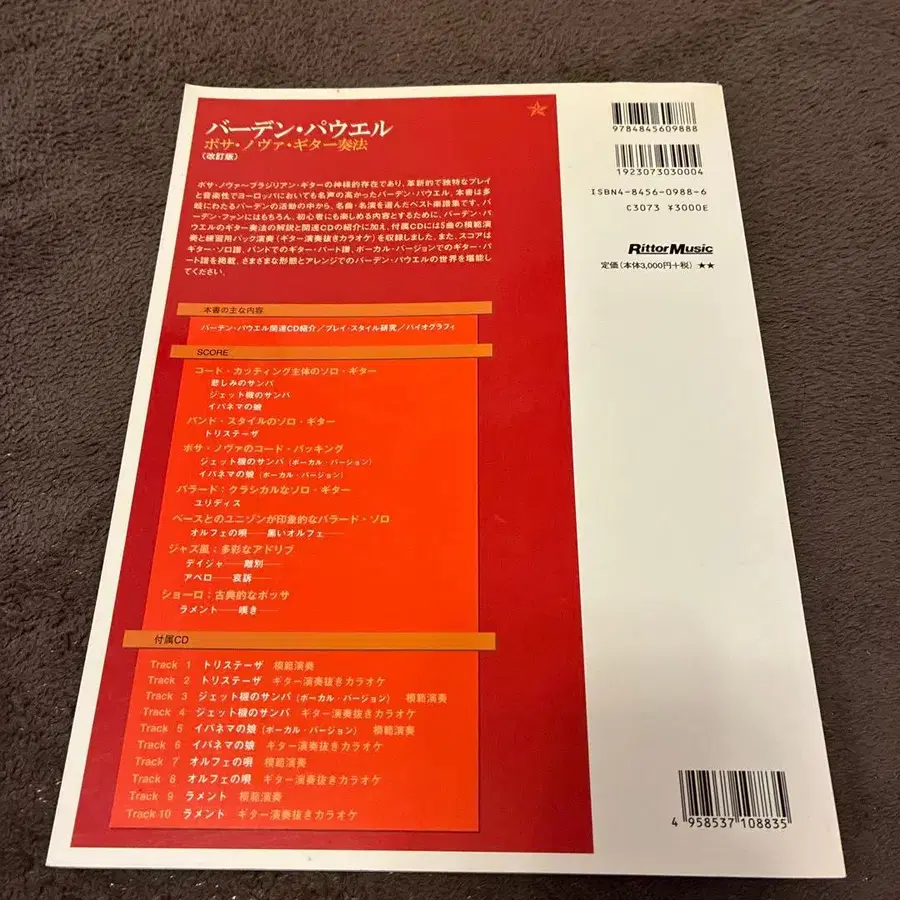 バーデン・パウエル
ボサ・ノヴァ・ギター奏法
(改訂版)
ボサ・ノヴァ〜ブラジリアン・ギターの神様的存在であり、革新的で独特なプレイ
と音楽性でヨーロッパにおいても名声の高かったバーデン・パウエル。本書は多
岐にわたるバーデンの活動の中から、名曲・名演を選んだベスト楽譜集です。バ
ーデン・ファンにはもちろん、初心者にも楽しめる内容とするために、バーデン・パ
ウエルのギター奏法の解説と関連CDの紹介に加え、付属CDには5曲の模範演
奏と練習用バック演奏(ギター演奏抜きカラオケ)を収録しました。また、スコアは
ギター・ソロ譜、バンドでのギター・パート譜、ボーカル・バージョンでのギター・パ
ート譜を掲載、さまざまな形態とアレンジでのバーデン・パウエルの世界を堪能し
てください。
本書の主な内容
バーデン・パウエル関連CD紹介/プレイ・スタイル研究/バイオグラフィ
SCORE
コード・カッティング主体のソロ・ギター
悲しみのサンバ
ジェット機のサンバ
イパネマの娘
バンド・スタイルのソロ・ギター
トリステーザ
ボサ・ノヴァのコード・バッキング
ジェット機のサンバ(ボーカル・バージョン)
イパネマの娘(ボーカル・バージョン)
バラード:クラシカルなソロ・ギター
ユリディス
ベースとのユニゾンが印象的なバラード・ソロ
オルフェの唄──黒いオルフェ──
ジャズ風:多彩なアドリブ
デイジャ──離別──
アペロ──哀訴──
ショーロ:古典的なボッサ
ラメント──嘆き──
付属CD
Track 1 トリステーザ 模範演奏
Track 2 トリステーザ ギター演奏抜きカラオケ
Track 3 ジェット機のサンバ(ボーカル・バージョン) 模範演奏
Track 4 ジェット機のサンバ ギター演奏抜きカラオケ
Track 5 イパネマの娘(ボーカル・バージョン) 模範演奏
Track 6 イパネマの娘 ギター演奏抜きカラオケ
Track 7 オルフェの唄 模範演奏
Track 8 オルフェの唄 ギター演奏抜きカラオケ
Track 9 ラメント 模範演奏
Track 10 ラメント ギター演奏抜きカラオケ
9784845609888
1923073030004
ISBN4-8456-0988-6
C3073 ¥3000E
Rittor Music
定価(本体3,000円+税)★★
4 958537 108835